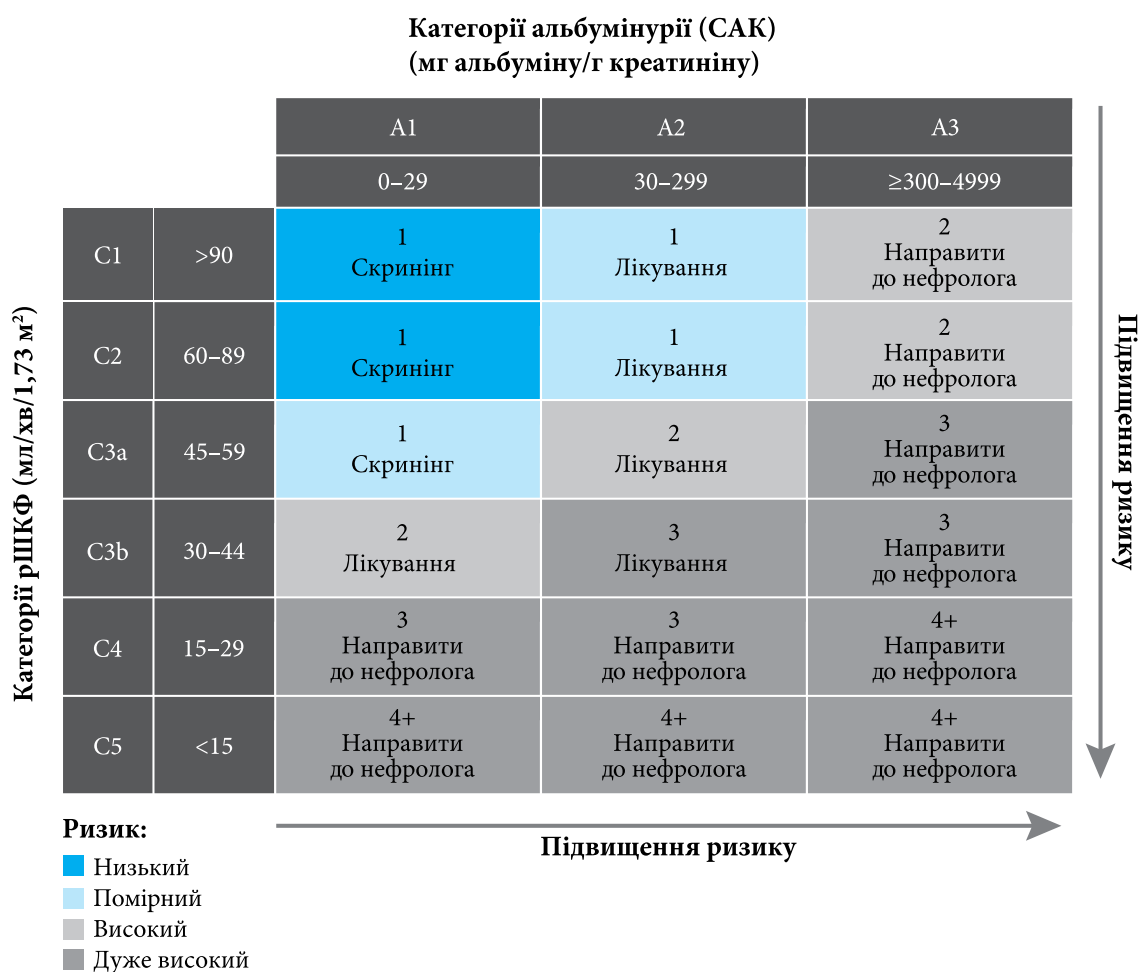 Категорії альбумінурії (САК)
(мг альбуміну/г креатиніну)
А1
А2
А3
0–29
30–299
≥300–4999
Категорії рШКФ (мл/хв/1,73 м²)
С1
>90
1
Скринінг
1
Лікування
2
Направити
до нефролога
С2
60–89
1
Скринінг
1
Лікування
2
Направити
до нефролога
С3a
45–59
1
Скринінг
2
Лікування
3
Направити
до нефролога
С3b
30–44
2
Лікування
3
Лікування
3
Направити
до нефролога
С4
15–29
3
Направити
до нефролога
3
Направити
до нефролога
4+
Направити
до нефролога
С5
<15
4+
Направити
до нефролога
4+
Направити
до нефролога
4+
Направити
до нефролога
Підвищення ризику
Підвищення ризику
Ризик:
Низький
Помірний
Високий
Дуже високий